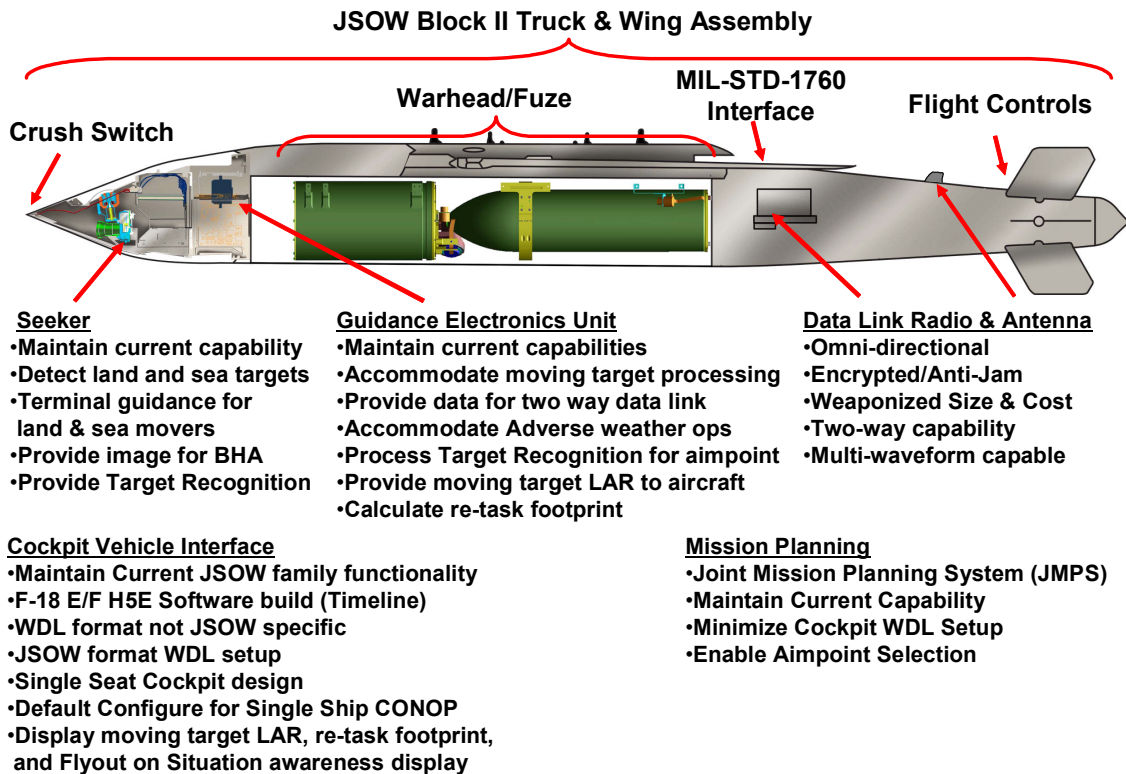 JSOW Block II Truck & Wing Assembly
Warhead/Fuze
MIL-STD-1760
Interface
Flight Controls
Crush Switch
Seeker
•Maintain current capability
•Detect land and sea targets
•Terminal guidance for
land & sea movers
•Provide image for BHA
•Provide Target Recognition
Guidance Electronics Unit
•Maintain current capabilities
•Accommodate moving target processing
•Provide data for two way data link
•Accommodate Adverse weather ops
•Process Target Recognition for aimpoint
•Provide moving target LAR to aircraft
•Calculate re-task footprint
Data Link Radio & Antenna
•Omni-directional
•Encrypted/Anti-Jam
•Weaponized Size & Cost
•Two-way capability
•Multi-waveform capable
Cockpit Vehicle Interface
•Maintain Current JSOW family functionality
•F-18 E/F H5E Software build (Timeline)
•WDL format not JSOW specific
•JSOW format WDL setup
•Single Seat Cockpit design
•Default Configure for Single Ship CONOP
•Display moving target LAR, re-task footprint,
and Flyout on Situation awareness display
Mission Planning
•Joint Mission Planning System (JMPS)
•Maintain Current Capability
•Minimize Cockpit WDL Setup
•Enable Aimpoint Selection